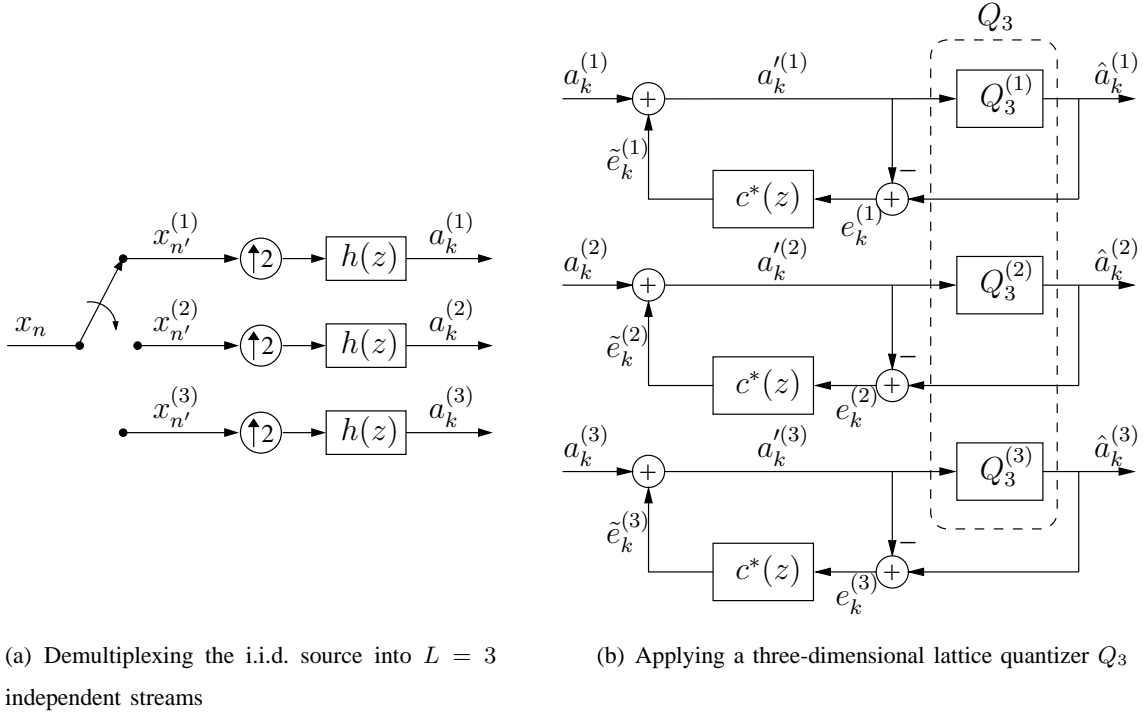 x_n
x_{n'}^{(1)} ↑2 h(z) a_k^{(1)}
x_{n'}^{(2)} ↑2 h(z) a_k^{(2)}
x_{n'}^{(3)} ↑2 h(z) a_k^{(3)}
(a) Demultiplexing the i.i.d. source into L = 3
independent streams
Q_3
a_k^{(1)} + a_k'^{(1)} Q_3^{(1)} \hat{a}_k^{(1)}
\tilde{e}_k^{(1)} c*(z) e_k^{(1)} + −
a_k^{(2)} + a_k'^{(2)} Q_3^{(2)} \hat{a}_k^{(2)}
\tilde{e}_k^{(2)} c*(z) e_k^{(2)} + −
a_k^{(3)} + a_k'^{(3)} Q_3^{(3)} \hat{a}_k^{(3)}
\tilde{e}_k^{(3)} c*(z) e_k^{(3)} + −
(b) Applying a three-dimensional lattice quantizer Q_3